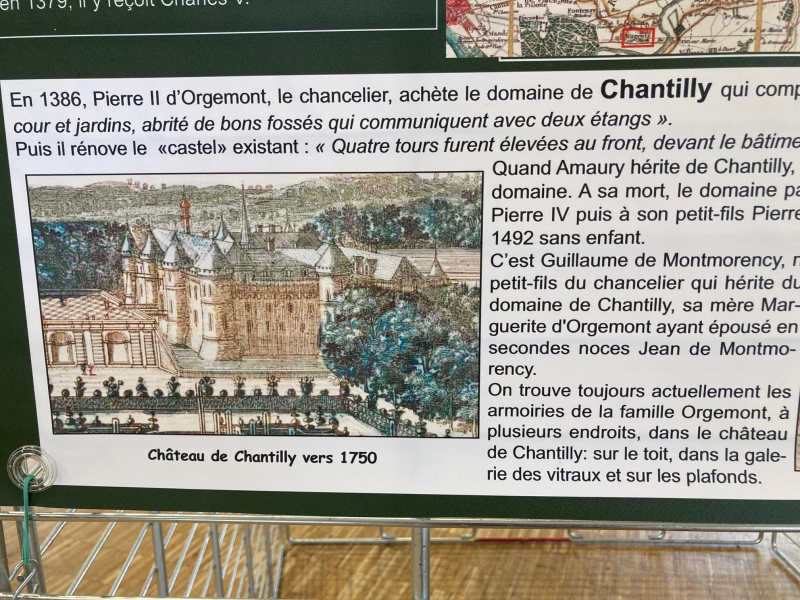 en 1379, il y reçoit Charles V.
En 1386, Pierre II d'Orgemont, le chancelier, achète le domaine de Chantilly qui comp
cour et jardins, abrité de bons fossés qui communiquent avec deux étangs ».
Puis il rénove le «castel» existant : « Quatre tours furent élevées au front, devant le bâtime
Quand Amaury hérite de Chantilly,
domaine. A sa mort, le domaine pa
Pierre IV puis à son petit-fils Pierre
1492 sans enfant.
C'est Guillaume de Montmorency,
petit-fils du chancelier qui hérite du
domaine de Chantilly, sa mère Mar-
guerite d'Orgemont ayant épousé en
secondes noces Jean de Montmo-
rency.
On trouve toujours actuellement les
armoiries de la famille Orgemont, à
plusieurs endroits, dans le château
de Chantilly: sur le toit, dans la gale-
rie des vitraux et sur les plafonds.
Château de Chantilly vers 1750